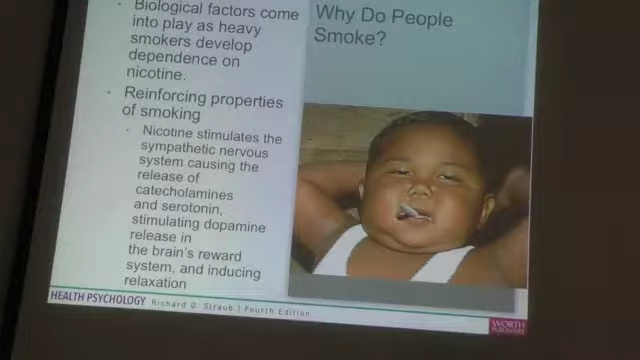 Biological factors come
into play as heavy
smokers develop
dependence on
nicotine.
Reinforcing properties
of smoking
Nicotine stimulates the
sympathetic nervous
system causing the
release of
catecholamines
and serotonin,
stimulating dopamine
release in
the brain's reward
system, and inducing
relaxation
Why Do People
Smoke?
HEALTH PSYCHOLOGY Richard O. Straub | Fourth Edition
WORTH
PUBLISHERS